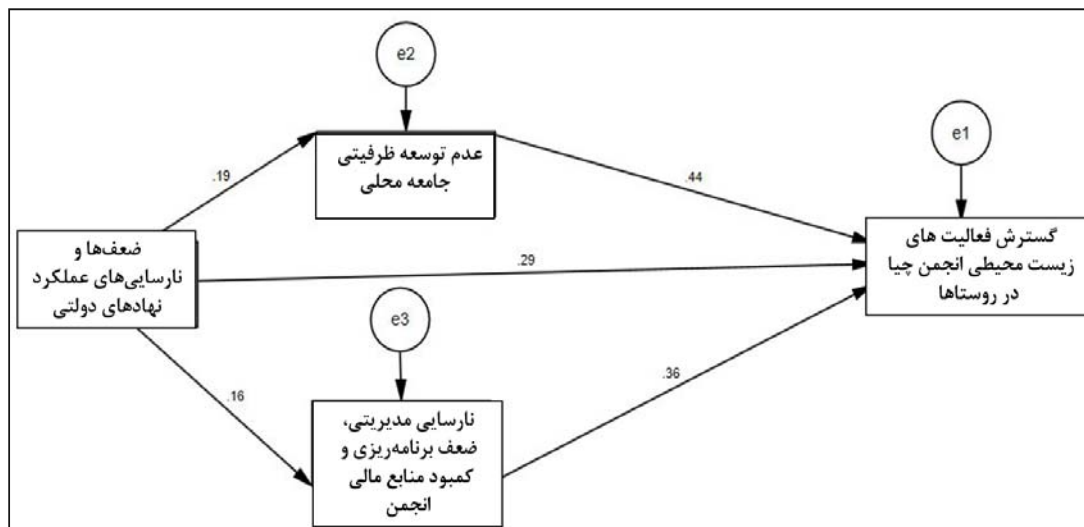 e2
عدم توسعه ظرفیتی
جامعه محلی
e1
.19
.44
گسترش فعالیت های
زیست محیطی انجمن چیا
در روستاها
ضعف‌ها و
نارسایی‌های عملکرد
نهادهای دولتی
.29
e3
.36
.16
نارسایی مدیریتی،
ضعف برنامه‌ریزی و
کمبود منابع مالی
انجمن